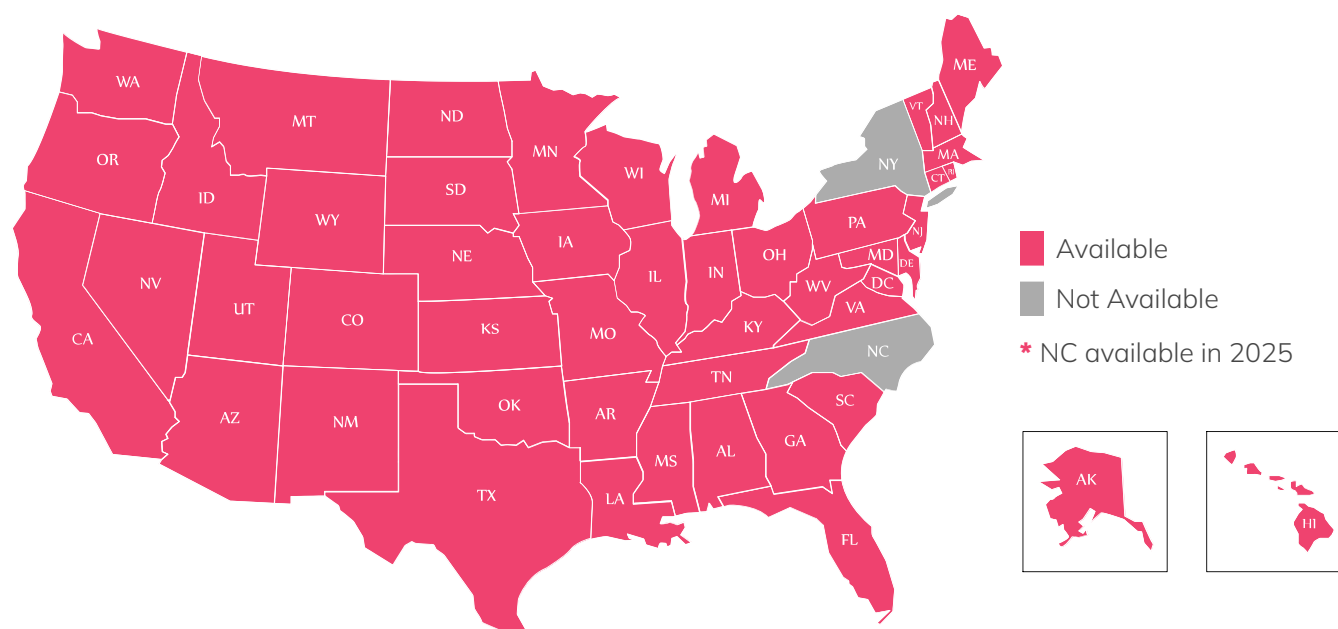 WA
MT
ND
MN
ME
VT
NH
OR
ID
WY
SD
WI
MI
NY
MA
CT
RI
NV
UT
CO
NE
IA
IL
IN
OH
PA
NJ
MD
DE
DC
WV
VA
CA
KS
MO
KY
NC
AZ
NM
OK
AR
TN
SC
TX
LA
MS
AL
GA
FL
Available
Not Available
* NC available in 2025
AK
HI